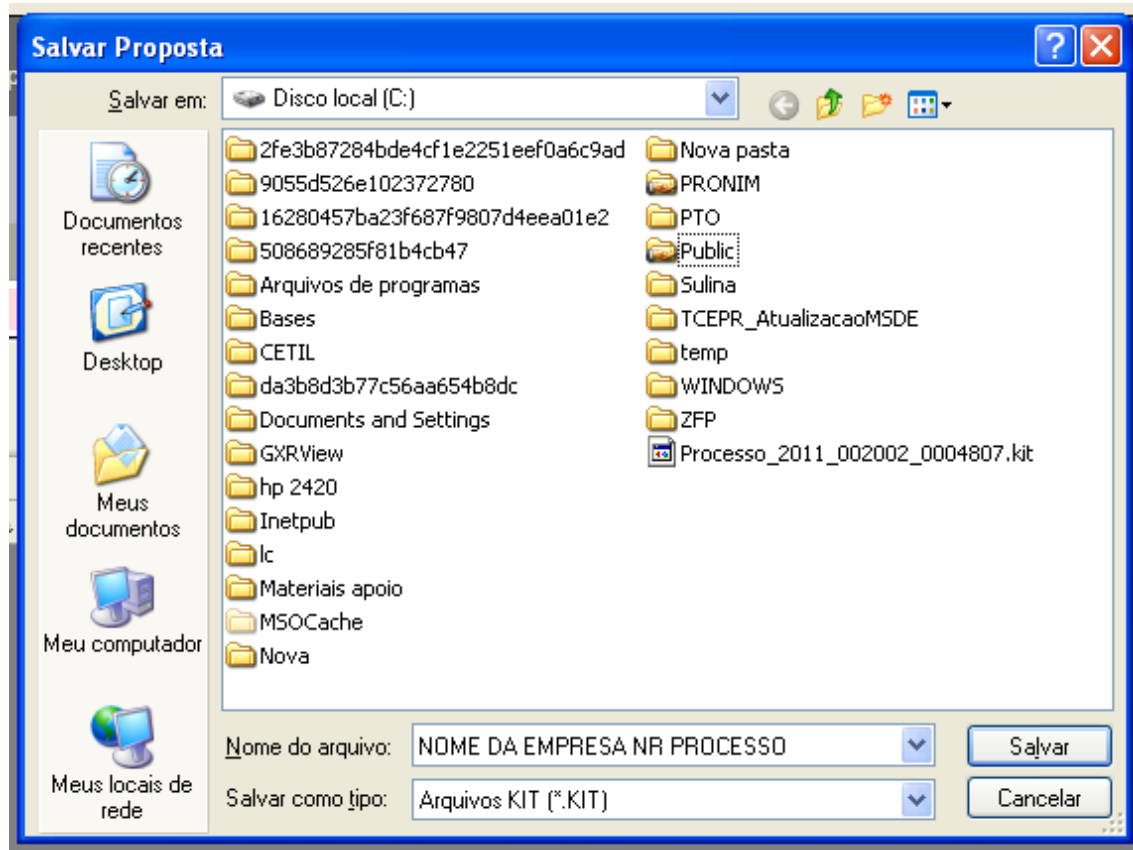 Salvar Proposta
Salvar em:
Disco local (C:)
Documentos
recentes
Desktop
Meus
documentos
Meu computador
Meus locais de
rede
2fe3b87284bde4cf1e2251eef0a6c9ad
9055d526e102372780
16280457ba23f687f9807d4eea01e2
508689285f81b4cb47
Arquivos de programas
Bases
CETIL
da3b8d3b77c56aa654b8dc
Documents and Settings
GXRView
hp 2420
Inetpub
lc
Materiais apoio
MSOCache
Nova
Nova pasta
PRONIM
PTO
Public
Sulina
TCEPR_AtualizacaoMSDE
temp
WINDOWS
ZFP
Processo_2011_002002_0004807.kit
Nome do arquivo:
NOME DA EMPRESA NR PROCESSO
Salvar
Salvar como tipo:
Arquivos KIT (*.KIT)
Cancelar